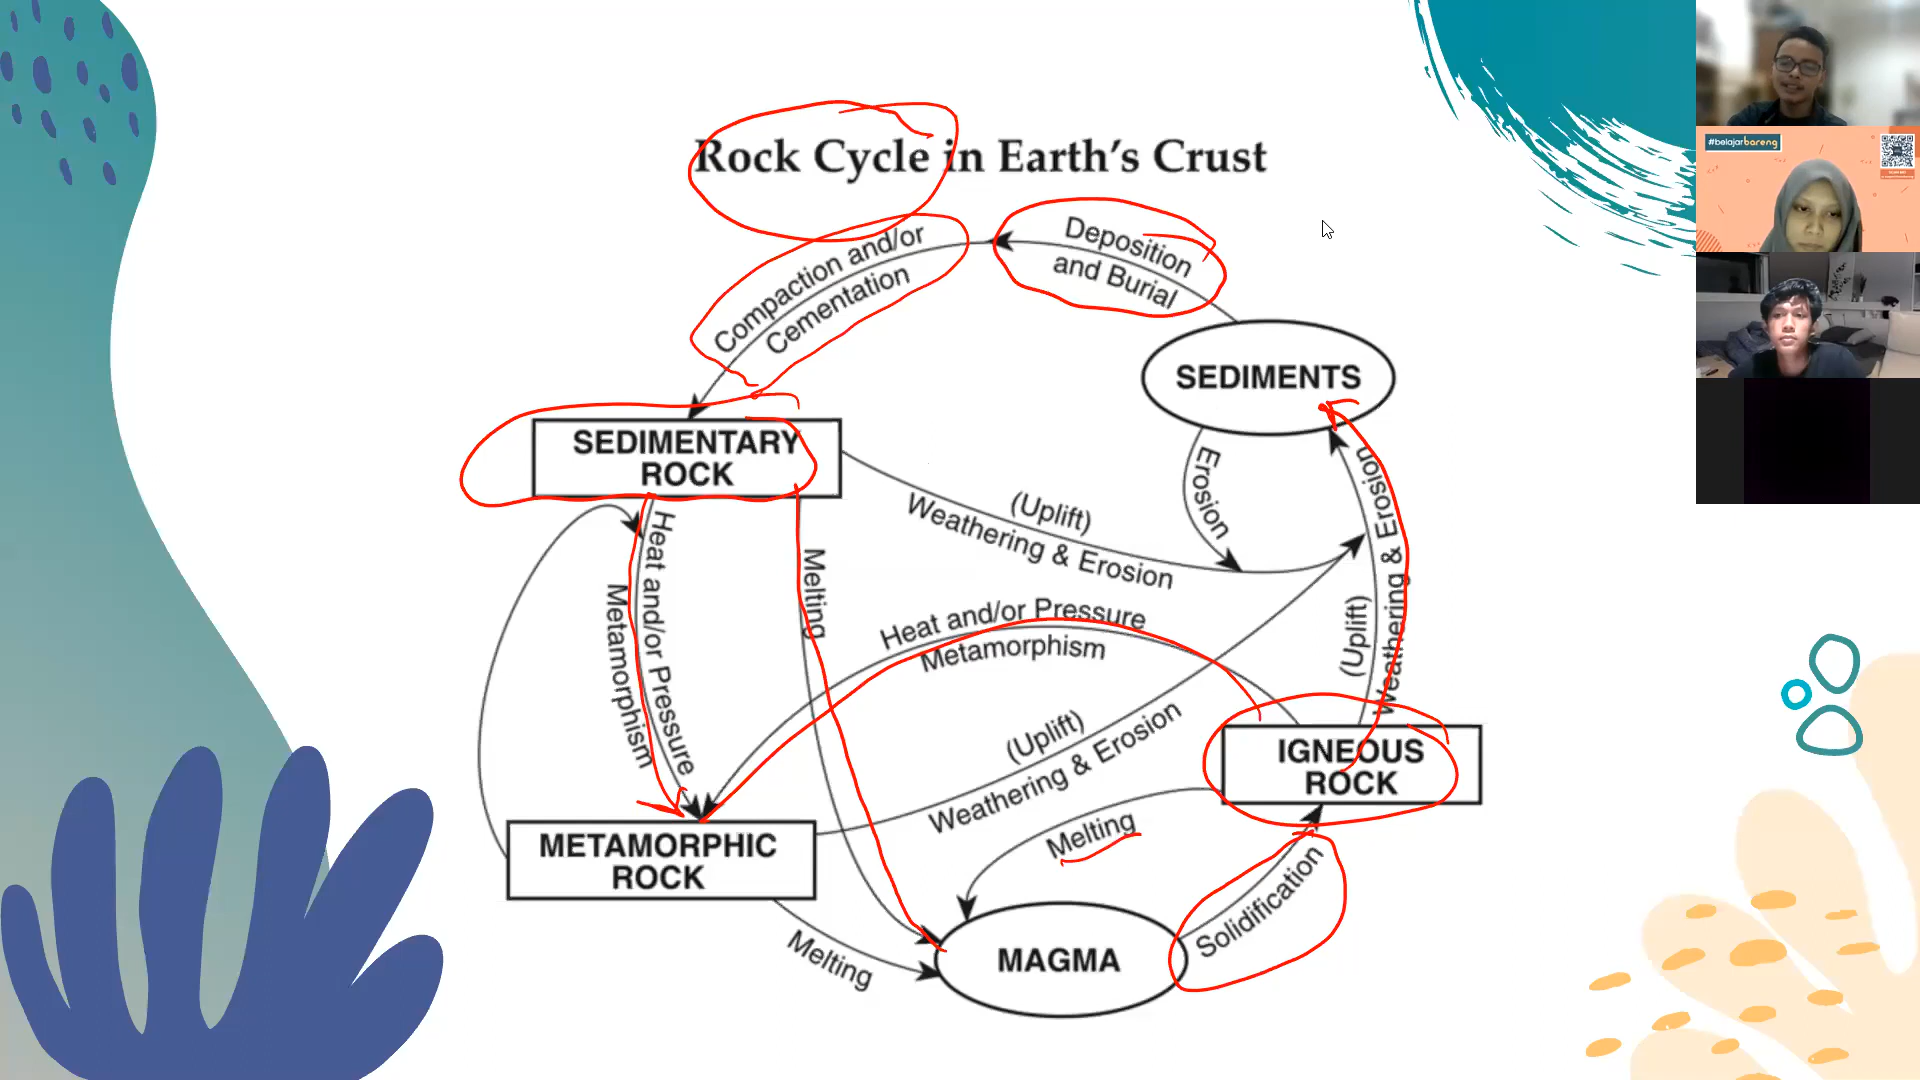 Rock Cycle in Earth's Crust
Deposition
and Burial
Compaction and/or
Cementation
SEDIMENTS
SEDIMENTARY
ROCK
Erosion
(Uplift)
Weathering & Erosion
Weathering & Erosion
(Uplift)
Heat and/or Pressure
Metamorphism
Melting
Heat and/or Pressure
Metamorphism
(Uplift)
Weathering & Erosion
IGNEOUS
ROCK
Melting
METAMORPHIC
ROCK
Solidification
Melting
MAGMA
#belajarbareng